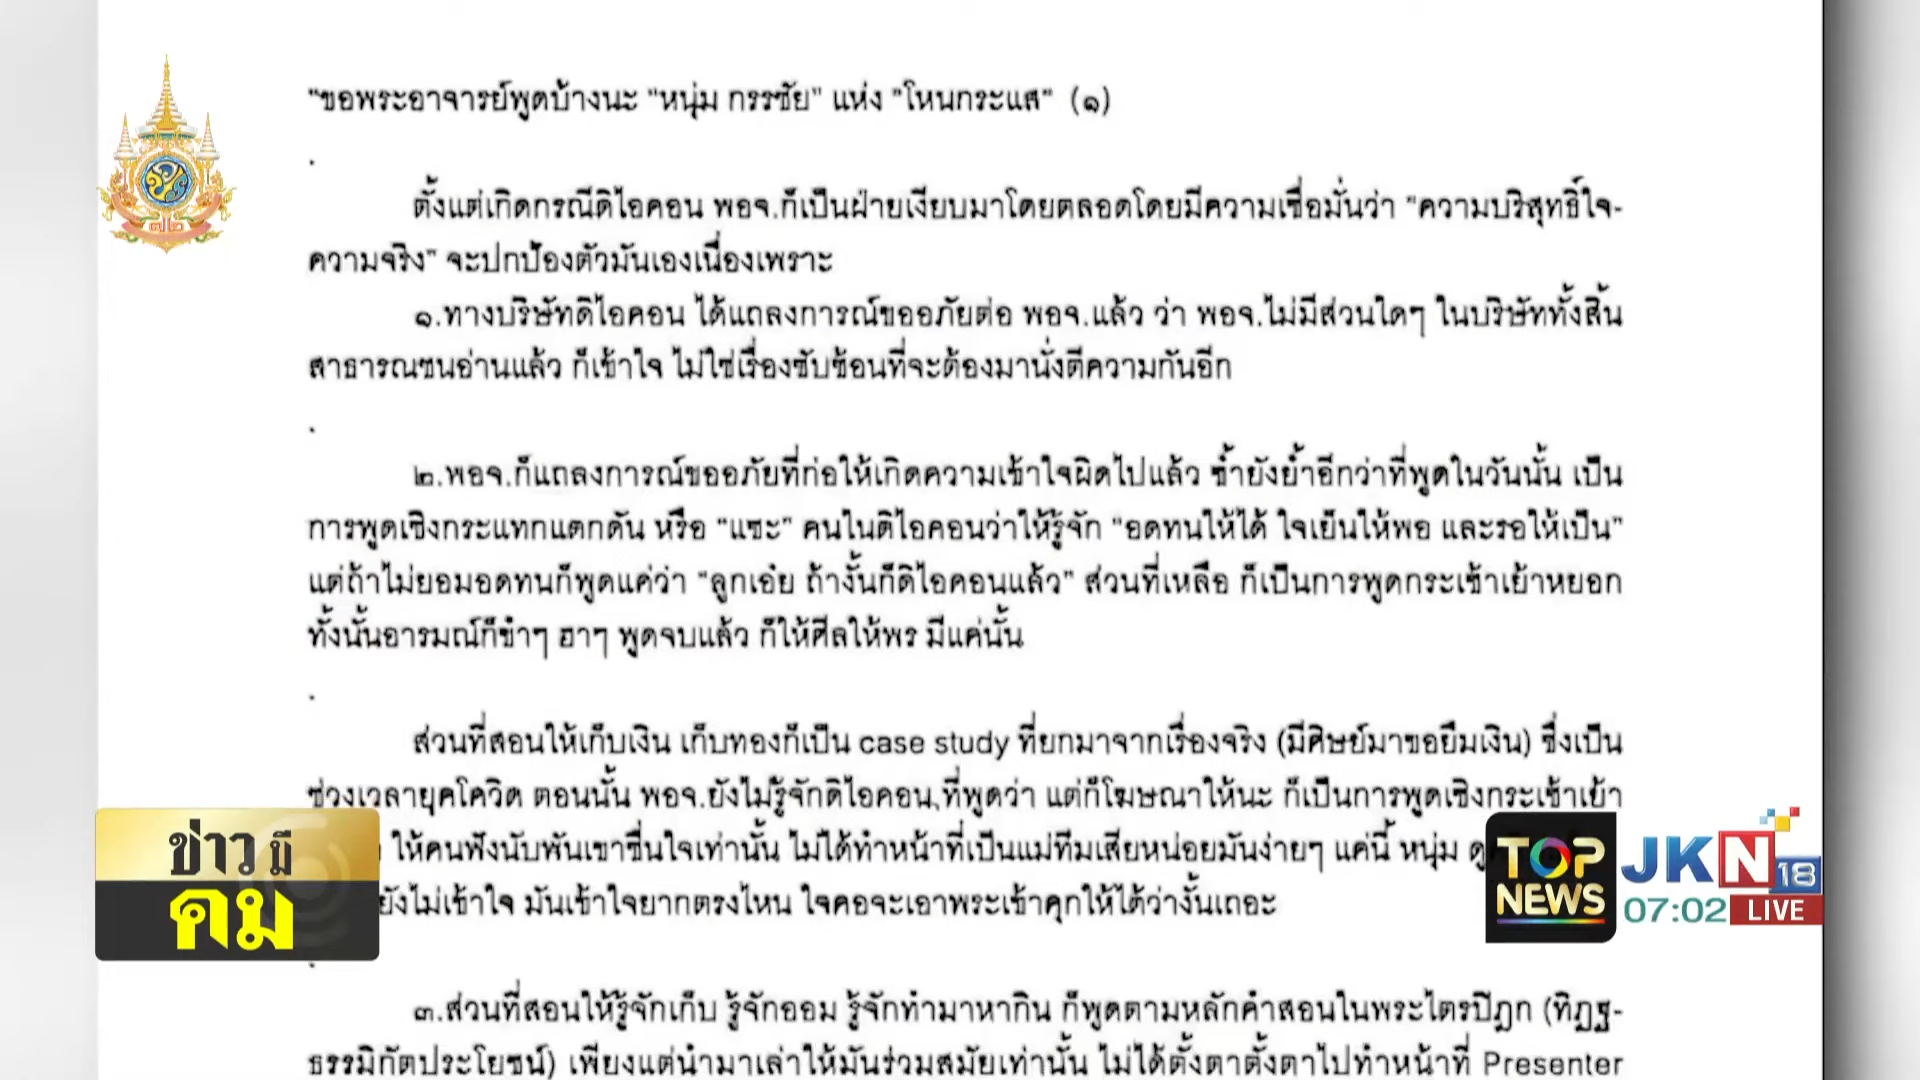 "ขอพระอาจารย์พูดบ้างนะ "หนุ่ม กรรชัย" แห่ง "โหนกระแส" (๑)
.
ตั้งแต่เกิดกรณีดิไอคอน พอจ.ก็เป็นฝ่ายเงียบมาโดยตลอดโดยมีความเชื่อมั่นว่า "ความบริสุทธิ์ใจ-
ความจริง" จะปกป้องตัวมันเองเนื่องเพราะ
๑.ทางบริษัทดิไอคอน ได้แถลงการณ์ขออภัยต่อ พอจ.แล้ว ว่า พอจ.ไม่มีส่วนใดๆ ในบริษัททั้งสิ้น
สาธารณชนอ่านแล้ว ก็เข้าใจ ไม่ใช่เรื่องซับซ้อนที่จะต้องมานั่งตีความกันอีก
.
๒.พอจ.ก็แถลงการณ์ขออภัยที่ก่อให้เกิดความเข้าใจผิดไปแล้ว ซ้ำยังย้ำอีกว่าที่พูดในวันนั้น เป็น
การพูดเชิงกระแทกแดกดัน หรือ "แซะ" คนในดิไอคอนว่าให้รู้จัก "อดทนให้ได้ ใจเย็นให้พอ และรอให้เป็น"
แต่ถ้าไม่ยอมอดทนก็พูดแค่ว่า "ลูกเอ๋ย ถ้างั้นก็ดิไอคอนแล้ว" ส่วนที่เหลือ ก็เป็นการพูดกระเซ้าเย้าหยอก
ทั้งนั้นอารมณ์ก็ขำๆ ฮาๆ พูดจบแล้ว ก็ให้ศีลให้พร มีแค่นั้น
.
ส่วนที่สอนให้เก็บเงิน เก็บทองก็เป็น case study ที่ยกมาจากเรื่องจริง (มีศิษย์มาขอยืมเงิน) ซึ่งเป็น
ช่วงเวลายุคโควิด ตอนนั้น พอจ.ยังไม่รู้จักดิไอคอน,ที่พูดว่า แต่ก็โฆษณาให้นะ ก็เป็นการพูดเชิงกระเซ้าเย้า
ให้คนฟังนับพันเขาชื่นใจเท่านั้น ไม่ได้ทำหน้าที่เป็นแม่ทีมเสียหน่อยมันง่ายๆ แค่นี้ หนุ่ม
ยังไม่เข้าใจ มันเข้าใจยากตรงไหน ใจคอจะเอาพระเข้าคุกให้ได้ว่างั้นเถอะ
.
๓.ส่วนที่สอนให้รู้จักเก็บ รู้จักออม รู้จักทำมาหากิน ก็พูดตามหลักคำสอนในพระไตรปิฎก (ทิฏฐ-
ธรรมิกัตประโยชน์) เพียงแต่นำมาเล่าให้มันร่วมสมัยเท่านั้น ไม่ได้ตั้งตาตั้งตาไปทำหน้าที่ Presenter
๗๒
ข่าวมี
คม
TOP
NEWS
JKN
18
07:02 LIVE